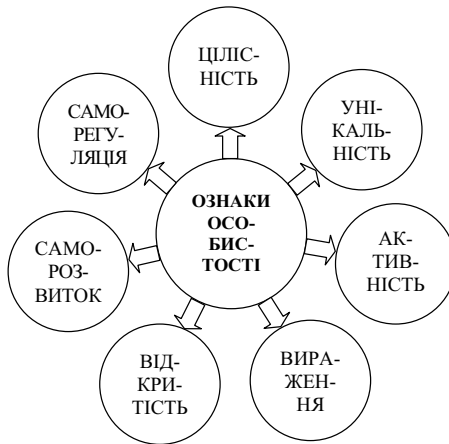 ЦІЛІС-
НІСТЬ
УНІ-
КАЛЬ-
НІСТЬ
АК-
ТИВ-
НІСТЬ
ВИРА-
ЖЕН-
НЯ
ВІД-
КРИ-
ТІСТЬ
САМО-
РОЗ-
ВИТОК
САМО-
РЕГУ-
ЛЯЦІЯ
ОЗНАКИ
ОСО-
БИС-
ТОСТІ